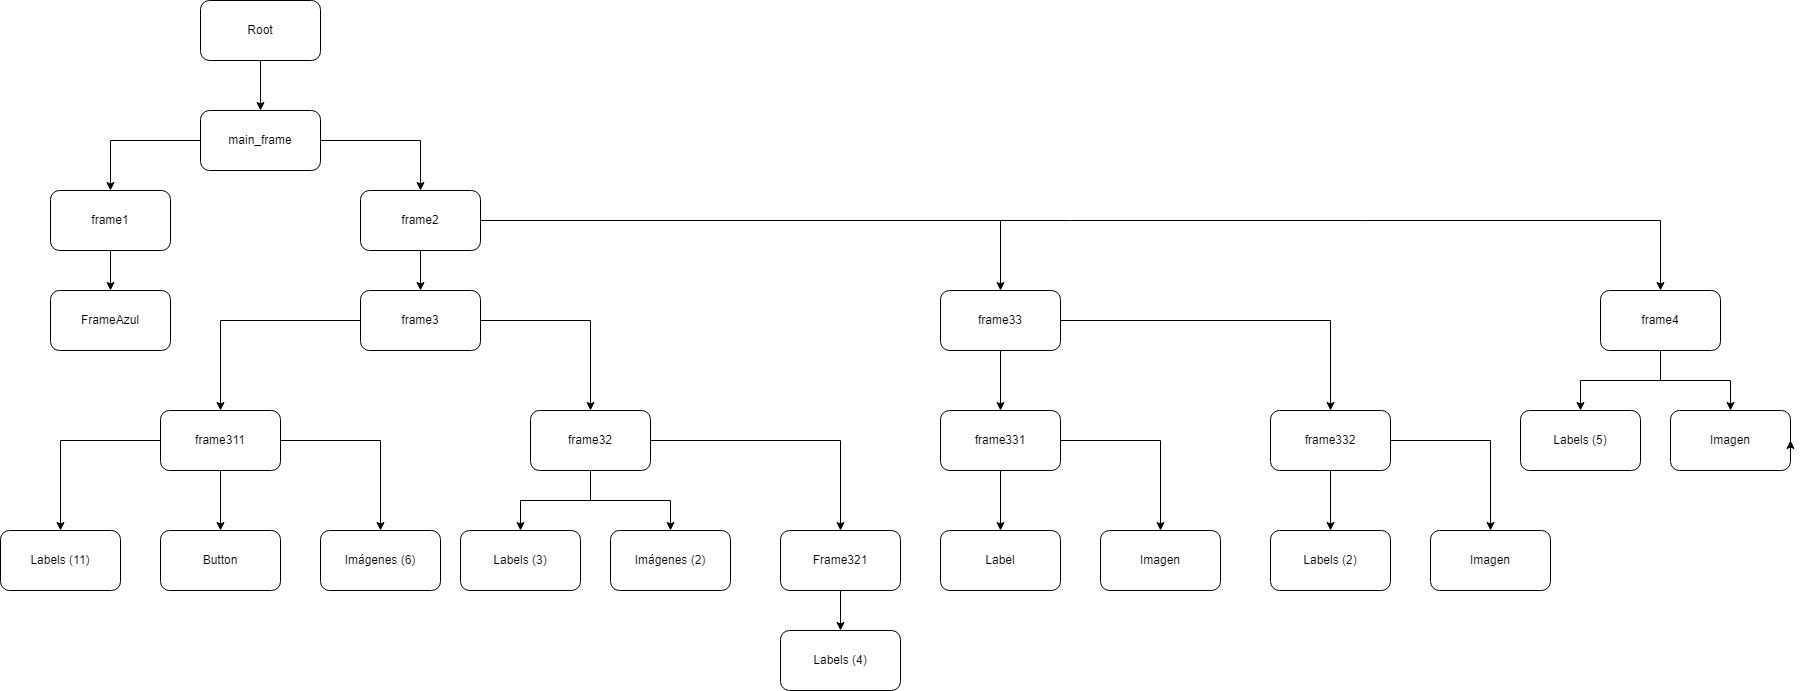 Root
main_frame
frame1
frame2
FrameAzul
frame3
frame33
frame4
frame311
frame32
frame331
frame332
Labels (5)
Imagen
Labels (11)
Button
Imágenes (6)
Labels (3)
Imágenes (2)
Frame321
Label
Imagen
Labels (2)
Imagen
Labels (4)